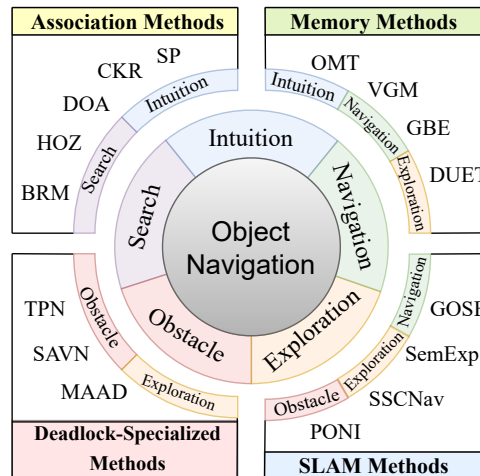 Association Methods
SP
CKR
DOA
HOZ
BRM
Intuition
Search
Memory Methods
OMT
VGM
GBE
DUET
Intuition
Navigation
Exploration
Intuition
Search
Navigation
Obstacle
Exploration
Object
Navigation
TPN
SAVN
MAAD
Obstacle
Exploration
Deadlock-Specialized
Methods
GOSE
SemExp
SSCNav
PONI
Navigation
Exploration
Obstacle
SLAM Methods